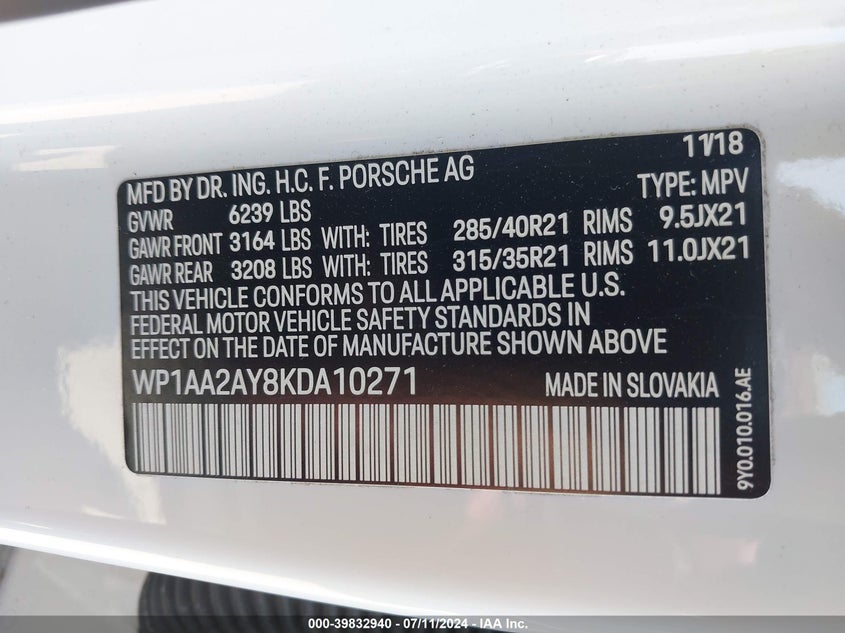 11/18
MFD BY DR. ING. H.C. F. PORSCHE AG TYPE: MPV
GVWR 6239 LBS
GAWR FRONT 3164 LBS WITH: TIRES 285/40R21 RIMS 9.5JX21
GAWR REAR 3208 LBS WITH: TIRES 315/35R21 RIMS 11.0JX21
THIS VEHICLE CONFORMS TO ALL APPLICABLE U.S.
FEDERAL MOTOR VEHICLE SAFETY STANDARDS IN
EFFECT ON THE DATE OF MANUFACTURE SHOWN ABOVE
WP1AA2AY8KDA10271 MADE IN SLOVAKIA
9Y0.010.016.AE
000-39832940 / 07/11/2024 - IAA Inc.